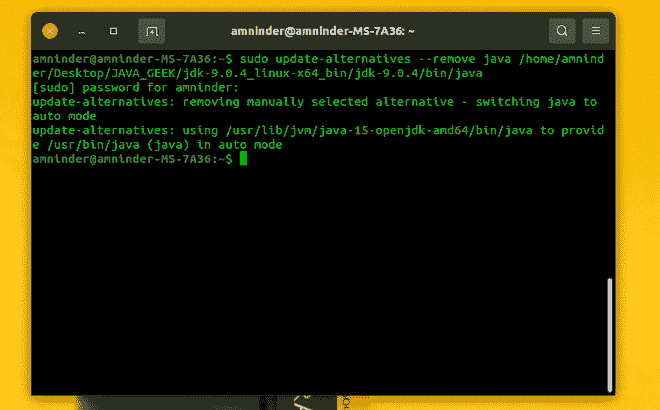 amninder@amninder-MS-7A36: ~
amninder@amninder-MS-7A36:~$ sudo update-alternatives --remove java /home/amnind
er/Desktop/JAVA_GEEK/jdk-9.0.4_linux-x64_bin/jdk-9.0.4/bin/java
[sudo] password for amninder:
update-alternatives: removing manually selected alternative - switching java to
auto mode
update-alternatives: using /usr/lib/jvm/java-15-openjdk-amd64/bin/java to provid
e /usr/bin/java (java) in auto mode
amninder@amninder-MS-7A36:~$